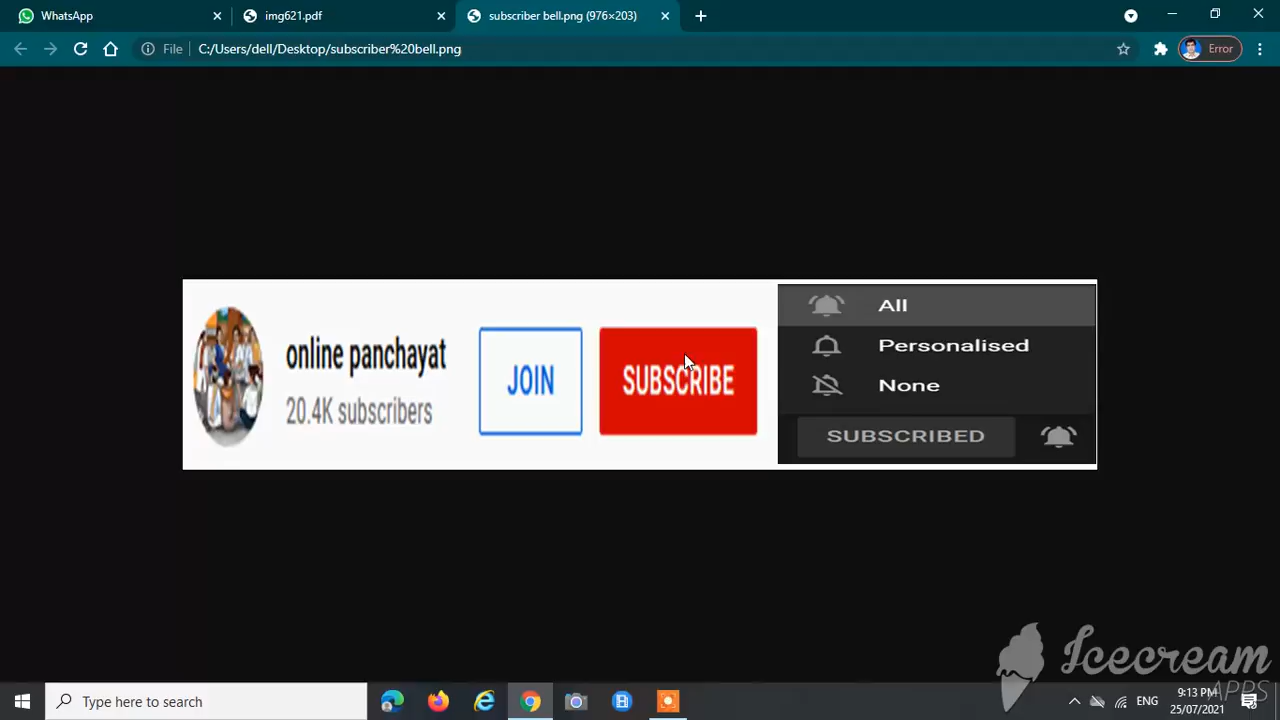 WhatsApp
img621.pdf
subscriber bell.png (976×203)
File
C:/Users/dell/Desktop/subscriber%20bell.png
Error
online panchayat
20.4K subscribers
JOIN
SUBSCRIBE
All
Personalised
None
SUBSCRIBED
Icecream
APPS
Type here to search
ENG
9:13 PM
25/07/2021